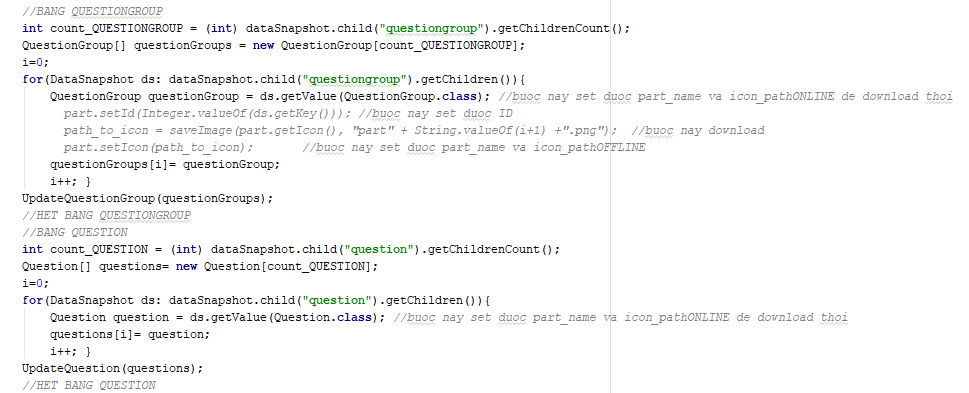 //BANG QUESTIONGROUP
int count_QUESTIONGROUP = (int) dataSnapshot.child("questiongroup").getChildrenCount();
QuestionGroup[] questionGroups = new QuestionGroup[count_QUESTIONGROUP];
i=0;
for(DataSnapshot ds: dataSnapshot.child("questiongroup").getChildren()){
    QuestionGroup questionGroup = ds.getValue(QuestionGroup.class); //buoc nay set duoc part_name va icon_pathONLINE de download thoi
      part.setId(Integer.valueOf(ds.getKey())); //buoc nay set duoc ID
      path_to_icon = saveImage(part.getIcon(), "part" + String.valueOf(i+1) +".png");  //buoc nay download
      part.setIcon(path_to_icon);       //buoc nay set duoc part_name va icon_pathOFFLINE
    questionGroups[i]= questionGroup;
    i++; }
UpdateQuestionGroup(questionGroups);
//HET BANG QUESTIONGROUP
//BANG QUESTION
int count_QUESTION = (int) dataSnapshot.child("question").getChildrenCount();
Question[] questions= new Question[count_QUESTION];
i=0;
for(DataSnapshot ds: dataSnapshot.child("question").getChildren()){
    Question question = ds.getValue(Question.class); //buoc nay set duoc part_name va icon_pathONLINE de download thoi
    questions[i]= question;
    i++; }
UpdateQuestion(questions);
//HET BANG QUESTION